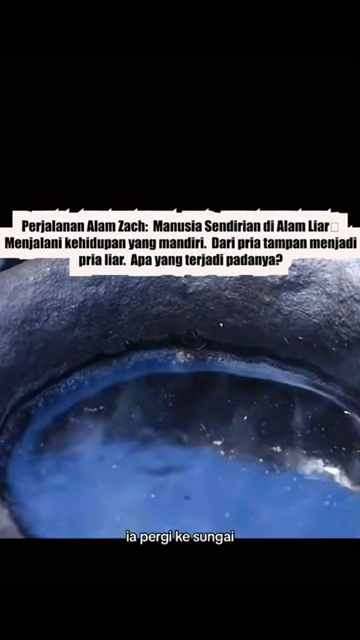 Perjalanan Alam Zach: Manusia Sendirian di Alam Liar□
Menjalani kehidupan yang mandiri. Dari pria tampan menjadi
pria liar. Apa yang terjadi padanya?
ia pergi ke sungai